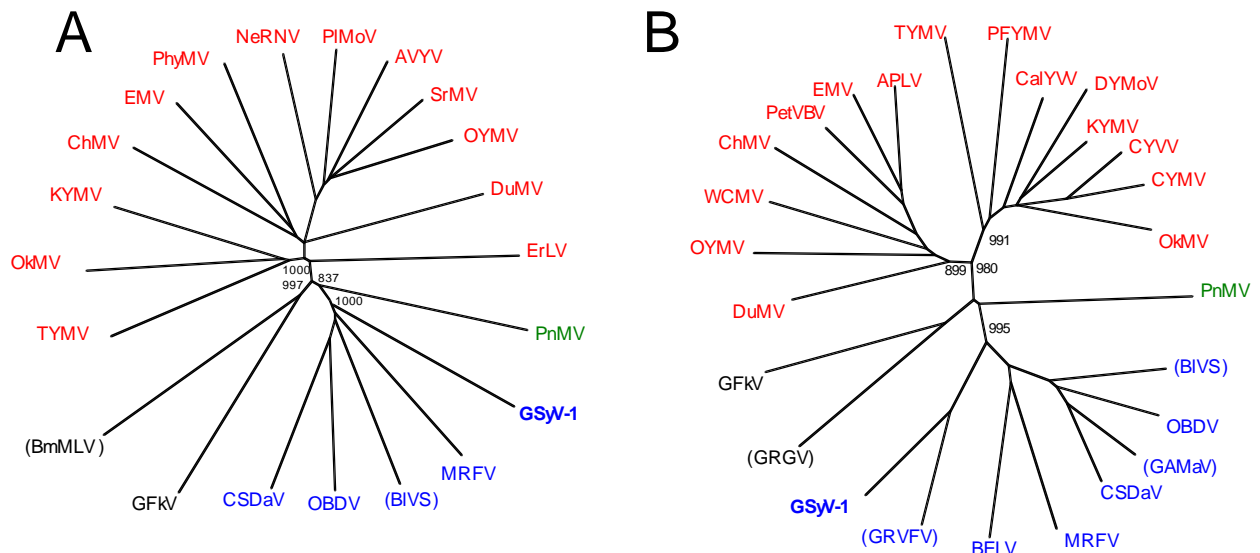 A
NeRNV
PlMoV
AVYV
PhyMV
SrMV
EMV
OYMV
ChMV
DuMV
KYMV
ErLV
OkMV
1000
837
997
1000
TYMV
PnMV
GSyV-1
(BmMLV)
MRFV
GFkV
CSDaV
OBDV
(BlVS)
B
TYMV
PFYMV
CalYVV
DYMoV
EMV
APLV
PetVBV
KYMV
ChMV
CYVV
CYMV
WCMV
OkMV
OYMV
991
899
980
PnMV
DuMV
995
(BlVS)
GFkV
OBDV
(GRGV)
(GAMaV)
CSDaV
GSyV-1
(GRVFV)
BELV
MRFV